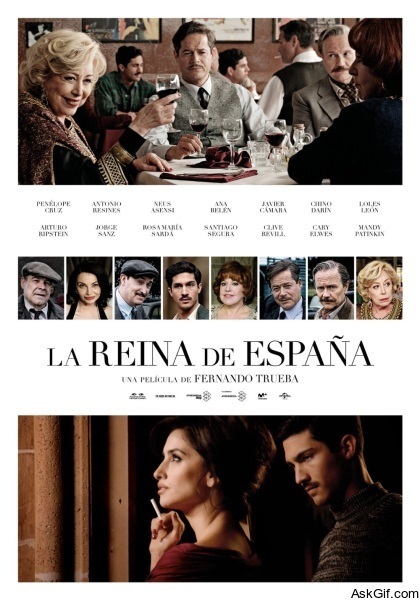 PENÉLOPE CRUZ ANTONIO RESINES NEUS ASENSI ANA BELÉN JAVIER CÁMARA CHINO DARÍN LOLES LEÓN
ARTURO RIPSTEIN JORGE SANZ ROSA MARÍA SARDÀ SANTIAGO SEGURA CLIVE REVILL CARY ELWES MANDY PATINKIN
LA REINA DE ESPAÑA
UNA PELÍCULA DE FERNANDO TRUEBA
AskGif.com